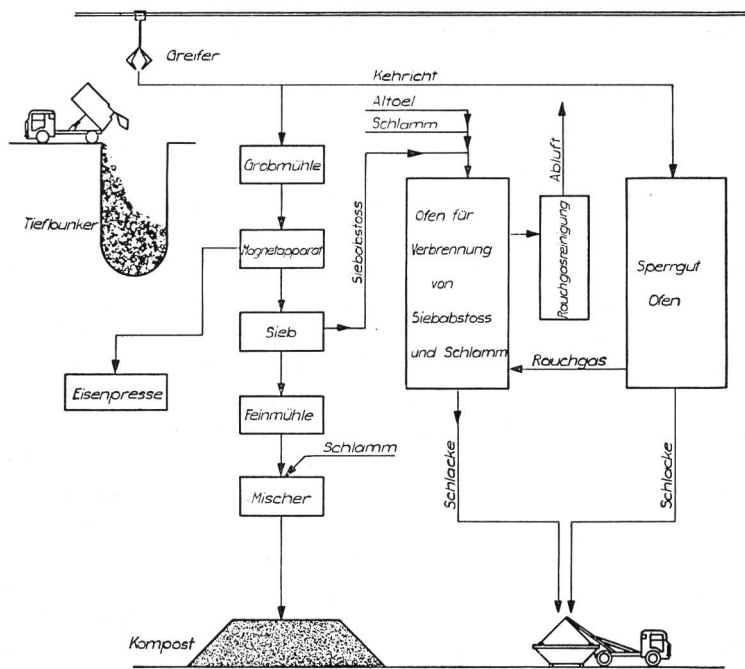 Greifer
Kehricht
Altoel
Schlamm
Grobmühle
Tiefbunker
Magnetapparat
Siebabstoss
Ofen für
Verbrennung
von
Siebabstoss
und Schlamm
Abluft
Rauchgasreinigung
Sperrgut
Ofen
Sieb
Rauchgas
Eisenpresse
Feinmühle
Schlamm
Mischer
Schlacke
Schlacke
Kompost